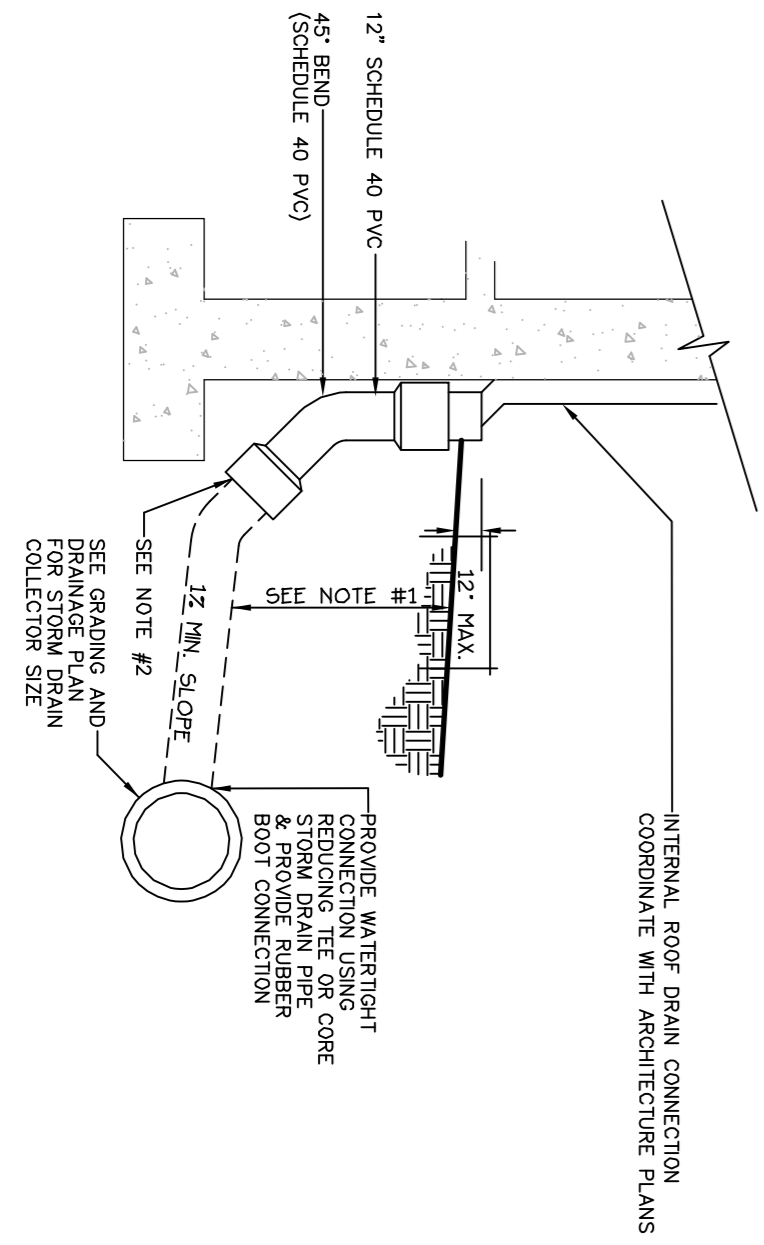 INTERNAL ROOF DRAIN CONNECTION
COORDINATE WITH ARCHITECTURE PLANS
12" SCHEDULE 40 PVC
45° BEND
(SCHEDULE 40 PVC)
12" MAX.
SEE NOTE #1
PROVIDE WATERTIGHT
CONNECTION USING
REDUCING TEE OR CORE
STORM DRAIN PIPE
& PROVIDE RUBBER
BOOT CONNECTION
1% MIN. SLOPE
SEE NOTE #2
SEE GRADING AND
DRAINAGE PLAN
FOR STORM DRAIN
COLLECTOR SIZE